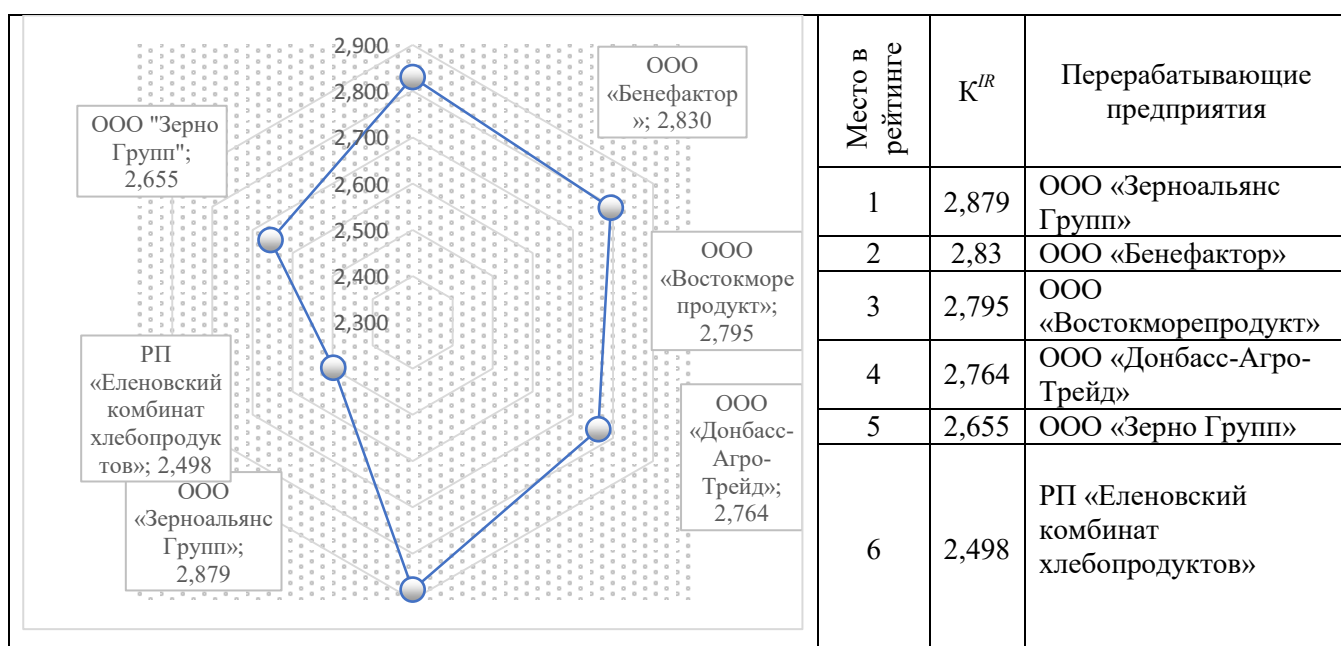 2,900
2,800
2,700
2,600
2,500
2,400
2,300
ООО
«Бенефактор
»; 2,830
ООО
«Востокморе
продукт»;
2,795
ООО
«Донбасс-
Агро-
Трейд»;
2,764
ООО
«Зерноальянс
Групп»;
2,879
РП
«Еленовский
комбинат
хлебопродук
тов»; 2,498
ООО "Зерно
Групп";
2,655
Место в
рейтинге
К^IR
Перерабатывающие
предприятия
1 2,879 ООО «Зерноальянс
Групп»
2 2,83 ООО «Бенефактор»
3 2,795 ООО
«Востокморепродукт»
4 2,764 ООО «Донбасс-Агро-
Трейд»
5 2,655 ООО «Зерно Групп»
6 2,498 РП «Еленовский
комбинат
хлебопродуктов»